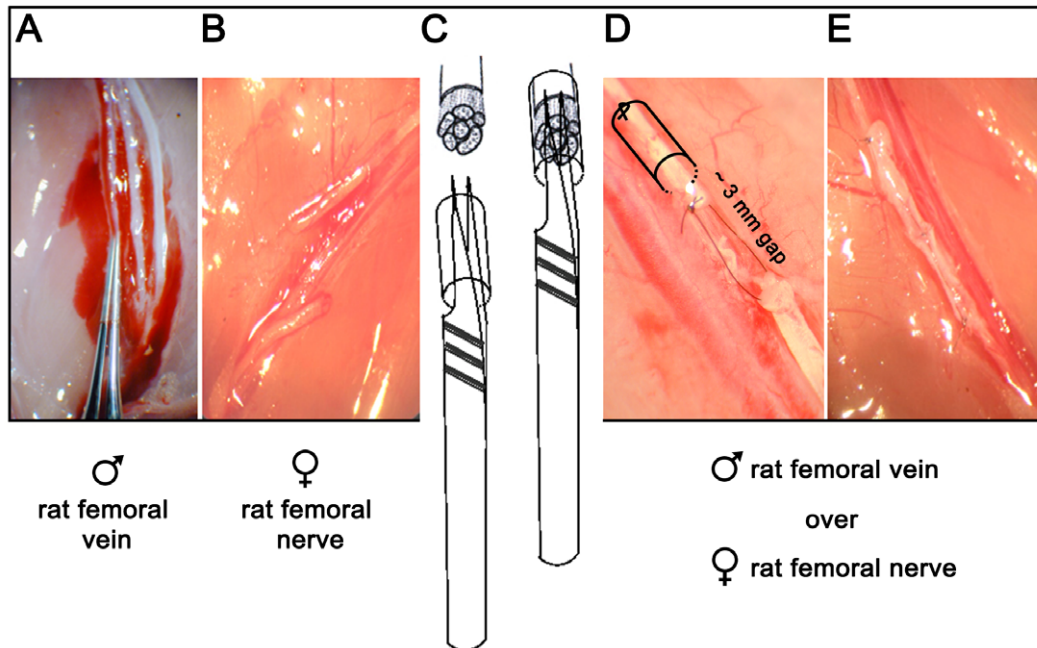 A
B
C
D
E
~ 3 mm gap
♂
rat femoral
vein
♀
rat femoral
nerve
♂ rat femoral vein
over
♀ rat femoral nerve